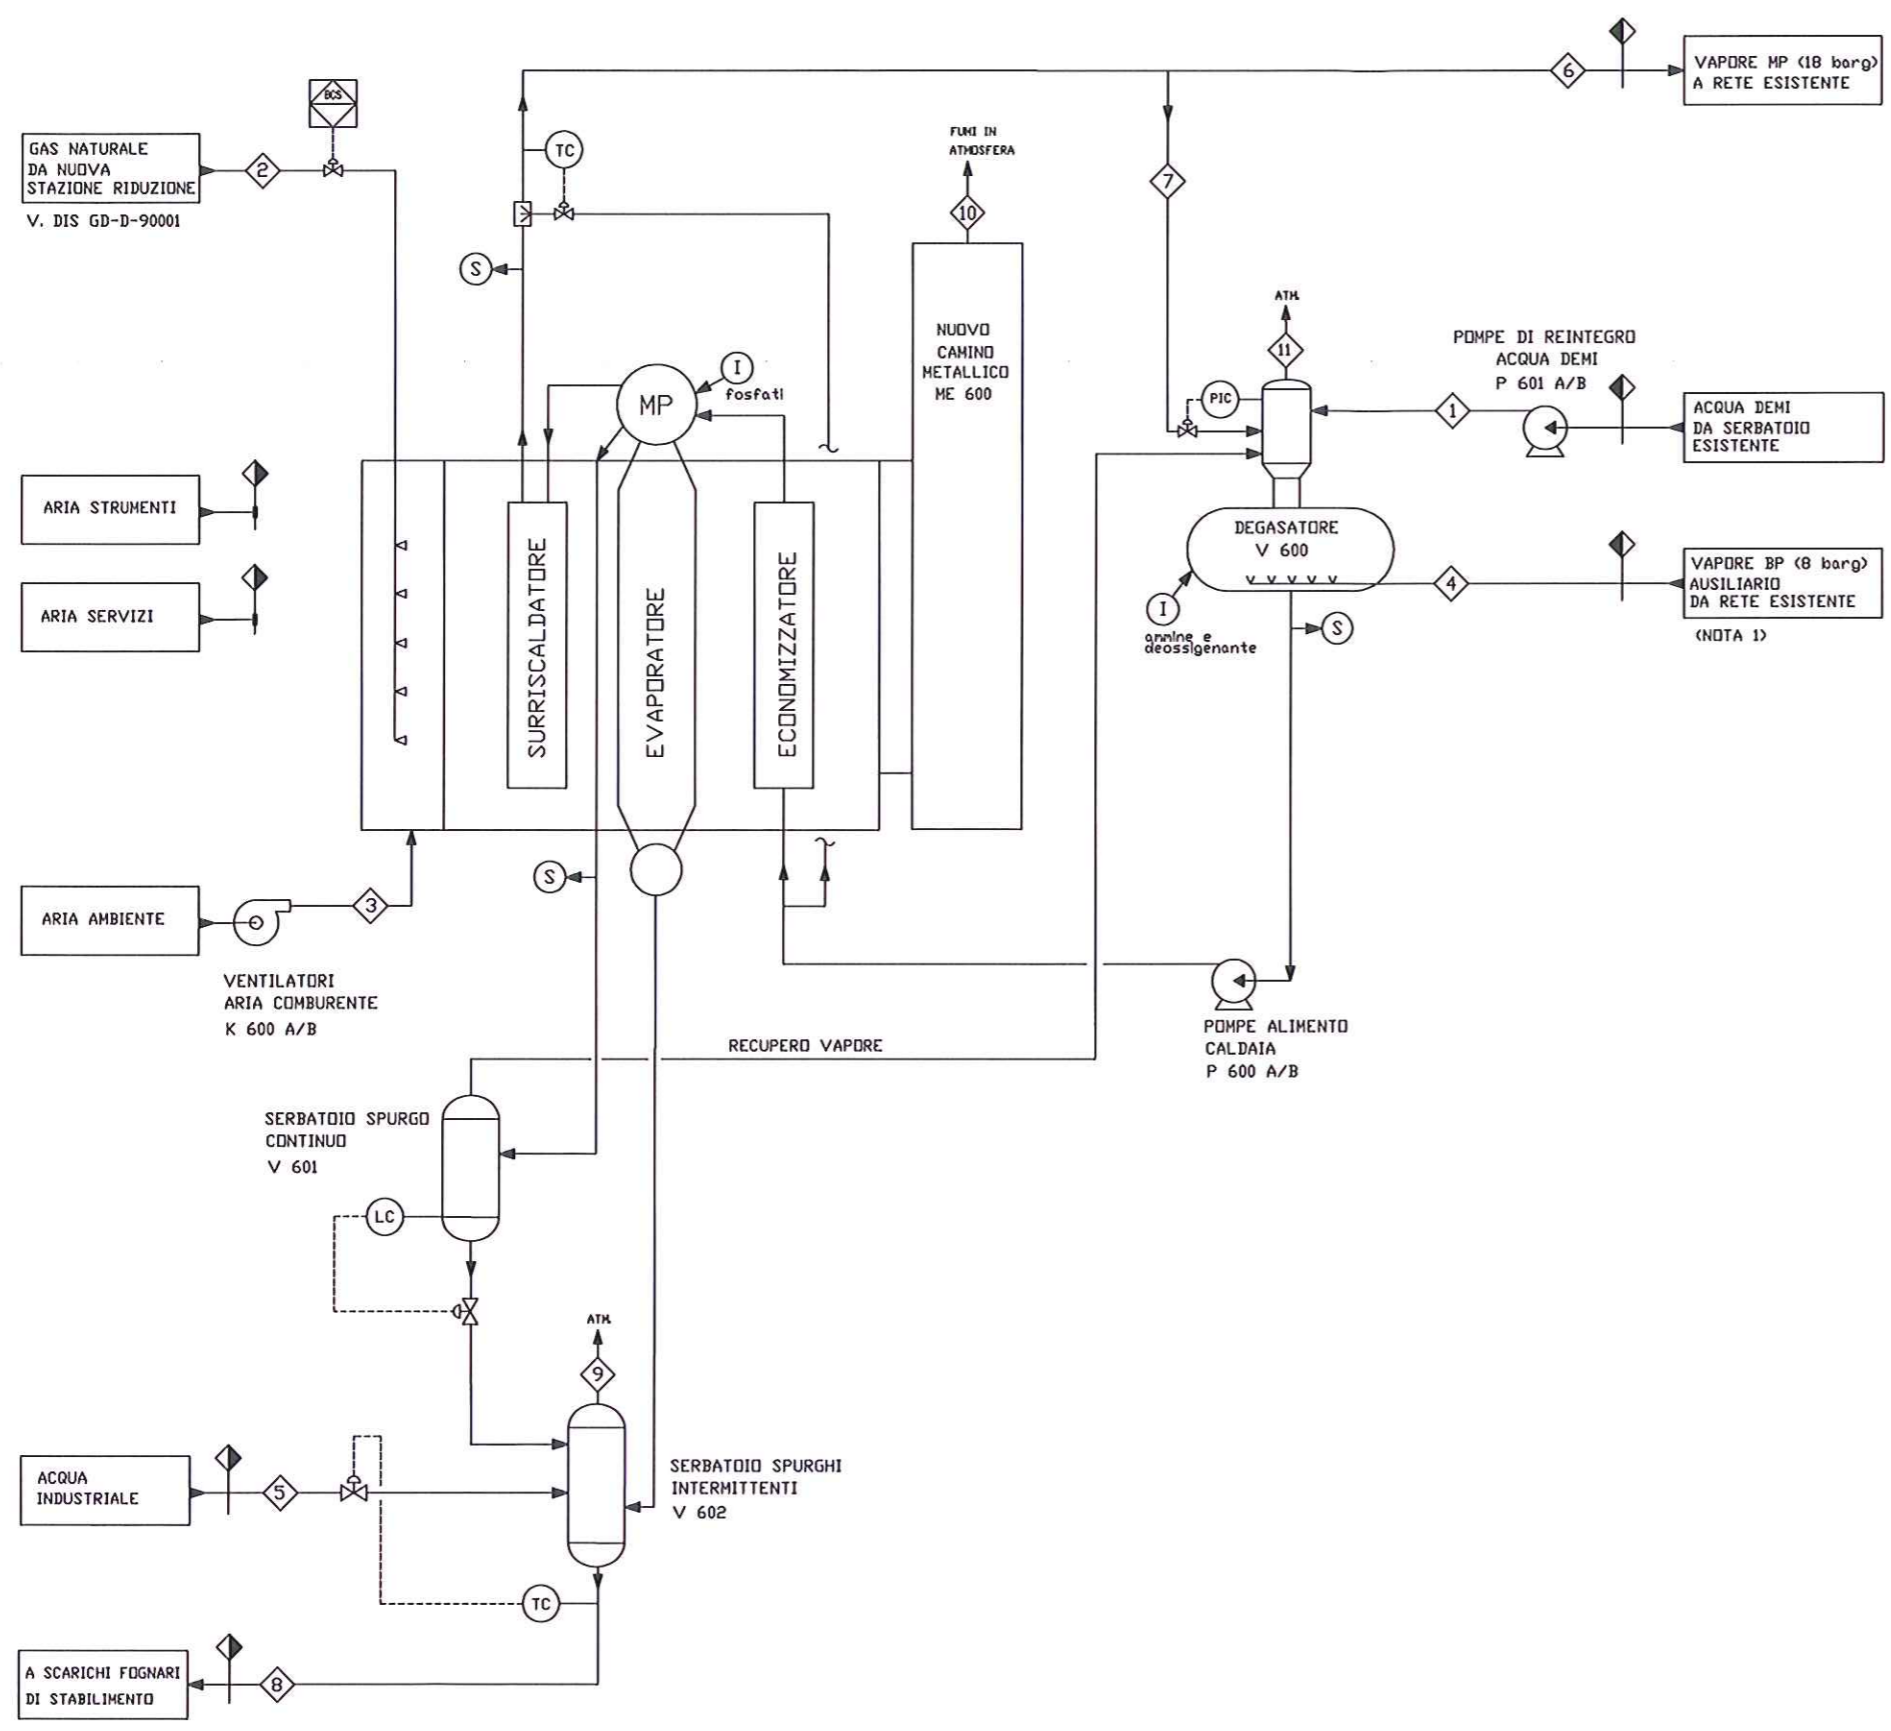 VAPORE MP (18 barg)
A RETE ESISTENTE
6
BCS
GAS NATURALE
DA NUOVA
STAZIONE RIDUZIONE
2
V. DIS GD-D-90001
TC
FUMI IN
ATMOSFERA
10
7
S
NUOVO
CAMINO
METALLICO
ME 600
ATM.
11
POMPE DI REINTEGRO
ACQUA DEMI
P 601 A/B
I
fosfati
MP
PIC
1
ACQUA DEMI
DA SERBATOIO
ESISTENTE
ARIA STRUMENTI
ARIA SERVIZI
SURRISCALDATORE
EVAPORATORE
ECONOMIZZATORE
DEGASATORE
V 600
4
VAPORE BP (8 barg)
AUSILIARIO
DA RETE ESISTENTE
(NOTA 1)
I
ammine e
deossigenante
S
S
ARIA AMBIENTE
3
VENTILATORI
ARIA COMBURENTE
K 600 A/B
POMPE ALIMENTO
CALDAIA
P 600 A/B
RECUPERO VAPORE
SERBATOIO SPURGO
CONTINUO
V 601
LC
ATM.
9
ACQUA
INDUSTRIALE
5
SERBATOIO SPURGHI
INTERMITTENTI
V 602
TC
A SCARICHI FOGNARI
DI STABILIMENTO
8